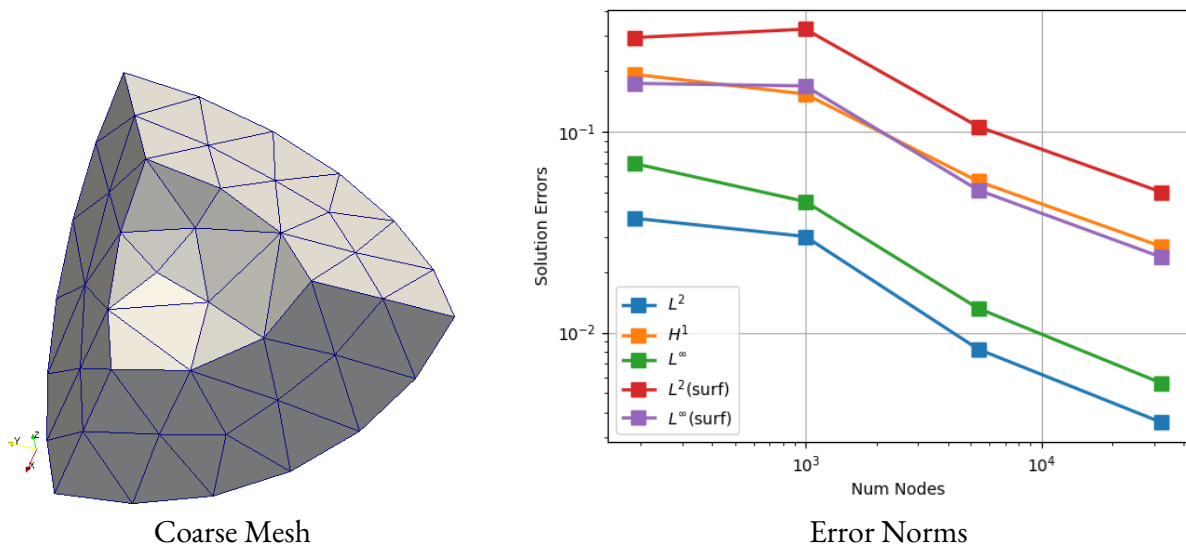 Z
Y
X
Coarse Mesh
Solution Errors
10⁻¹
10⁻²
L²
H¹
L^∞
L²(surf)
L^∞(surf)
10³
10⁴
Num Nodes
Error Norms